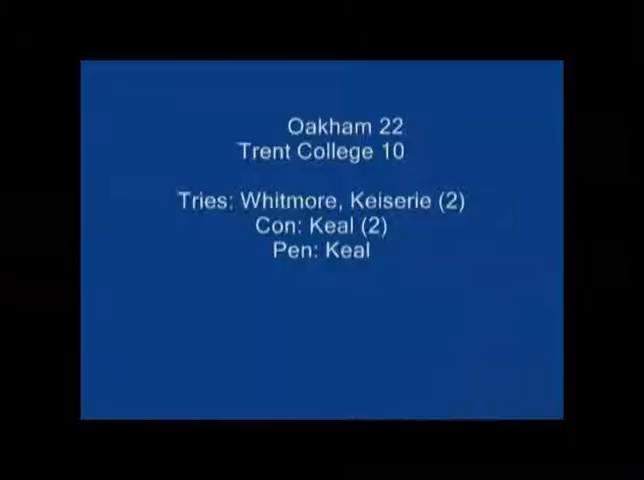 Oakham 22
Trent College 10
Tries: Whitmore, Keiserie (2)
Con: Keal (2)
Pen: Keal